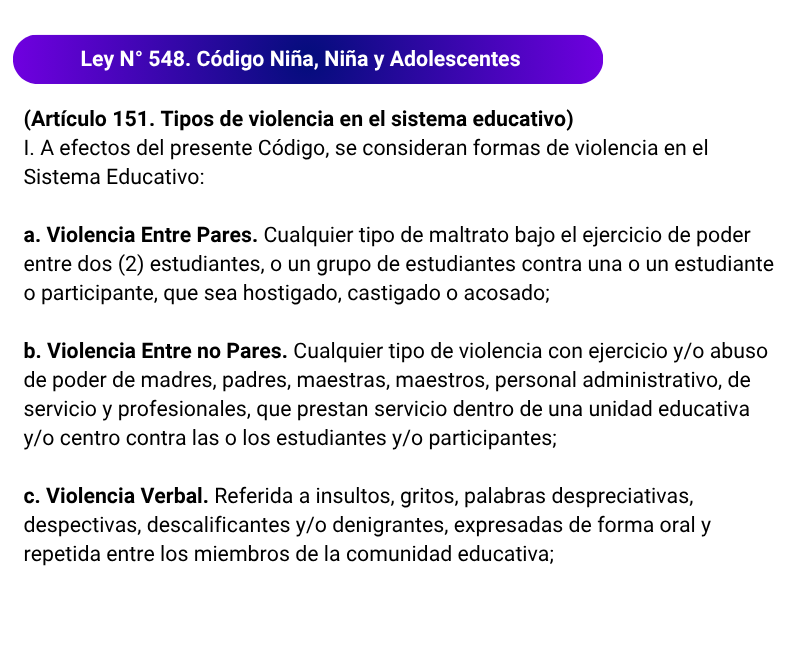 Ley N° 548. Código Niña, Niña y Adolescentes
(Artículo 151. Tipos de violencia en el sistema educativo)
I. A efectos del presente Código, se consideran formas de violencia en el
Sistema Educativo:
a. Violencia Entre Pares. Cualquier tipo de maltrato bajo el ejercicio de poder
entre dos (2) estudiantes, o un grupo de estudiantes contra una o un estudiante
o participante, que sea hostigado, castigado o acosado;
b. Violencia Entre no Pares. Cualquier tipo de violencia con ejercicio y/o abuso
de poder de madres, padres, maestras, maestros, personal administrativo, de
servicio y profesionales, que prestan servicio dentro de una unidad educativa
y/o centro contra las o los estudiantes y/o participantes;
c. Violencia Verbal. Referida a insultos, gritos, palabras despreciativas,
despectivas, descalificantes y/o denigrantes, expresadas de forma oral y
repetida entre los miembros de la comunidad educativa;